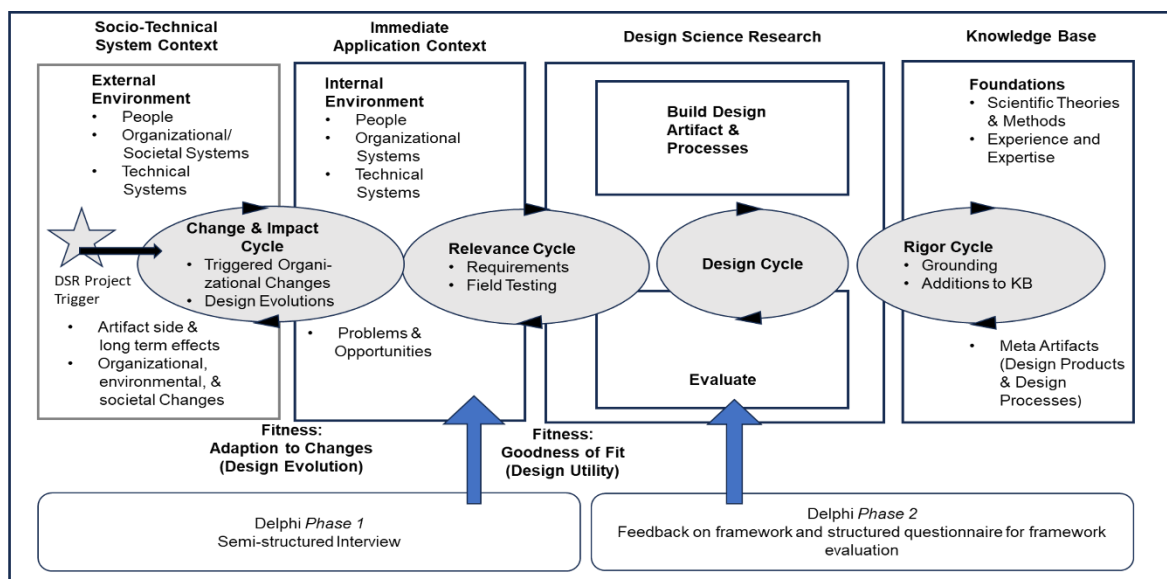 Socio-Technical
System Context
Immediate
Application Context
Design Science Research
Knowledge Base
External
Environment
• People
• Organizational/
Societal Systems
• Technical
Systems
Internal
Environment
• People
• Organizational
Systems
• Technical
Systems
Build Design
Artifact &
Processes
Foundations
• Scientific Theories
& Methods
• Experience and
Expertise
DSR Project
Trigger
Change & Impact
Cycle
• Triggered Organi-
zational Changes
• Design Evolutions
Relevance Cycle
• Requirements
• Field Testing
Design Cycle
Rigor Cycle
• Grounding
• Additions to KB
• Artifact side &
long term effects
• Organizational,
environmental, &
societal Changes
• Problems &
Opportunities
Evaluate
• Meta Artifacts
(Design Products
& Design
Processes)
Fitness:
Adaption to Changes
(Design Evolution)
Fitness:
Goodness of Fit
(Design Utility)
Delphi Phase 1
Semi-structured Interview
Delphi Phase 2
Feedback on framework and structured questionnaire for framework
evaluation